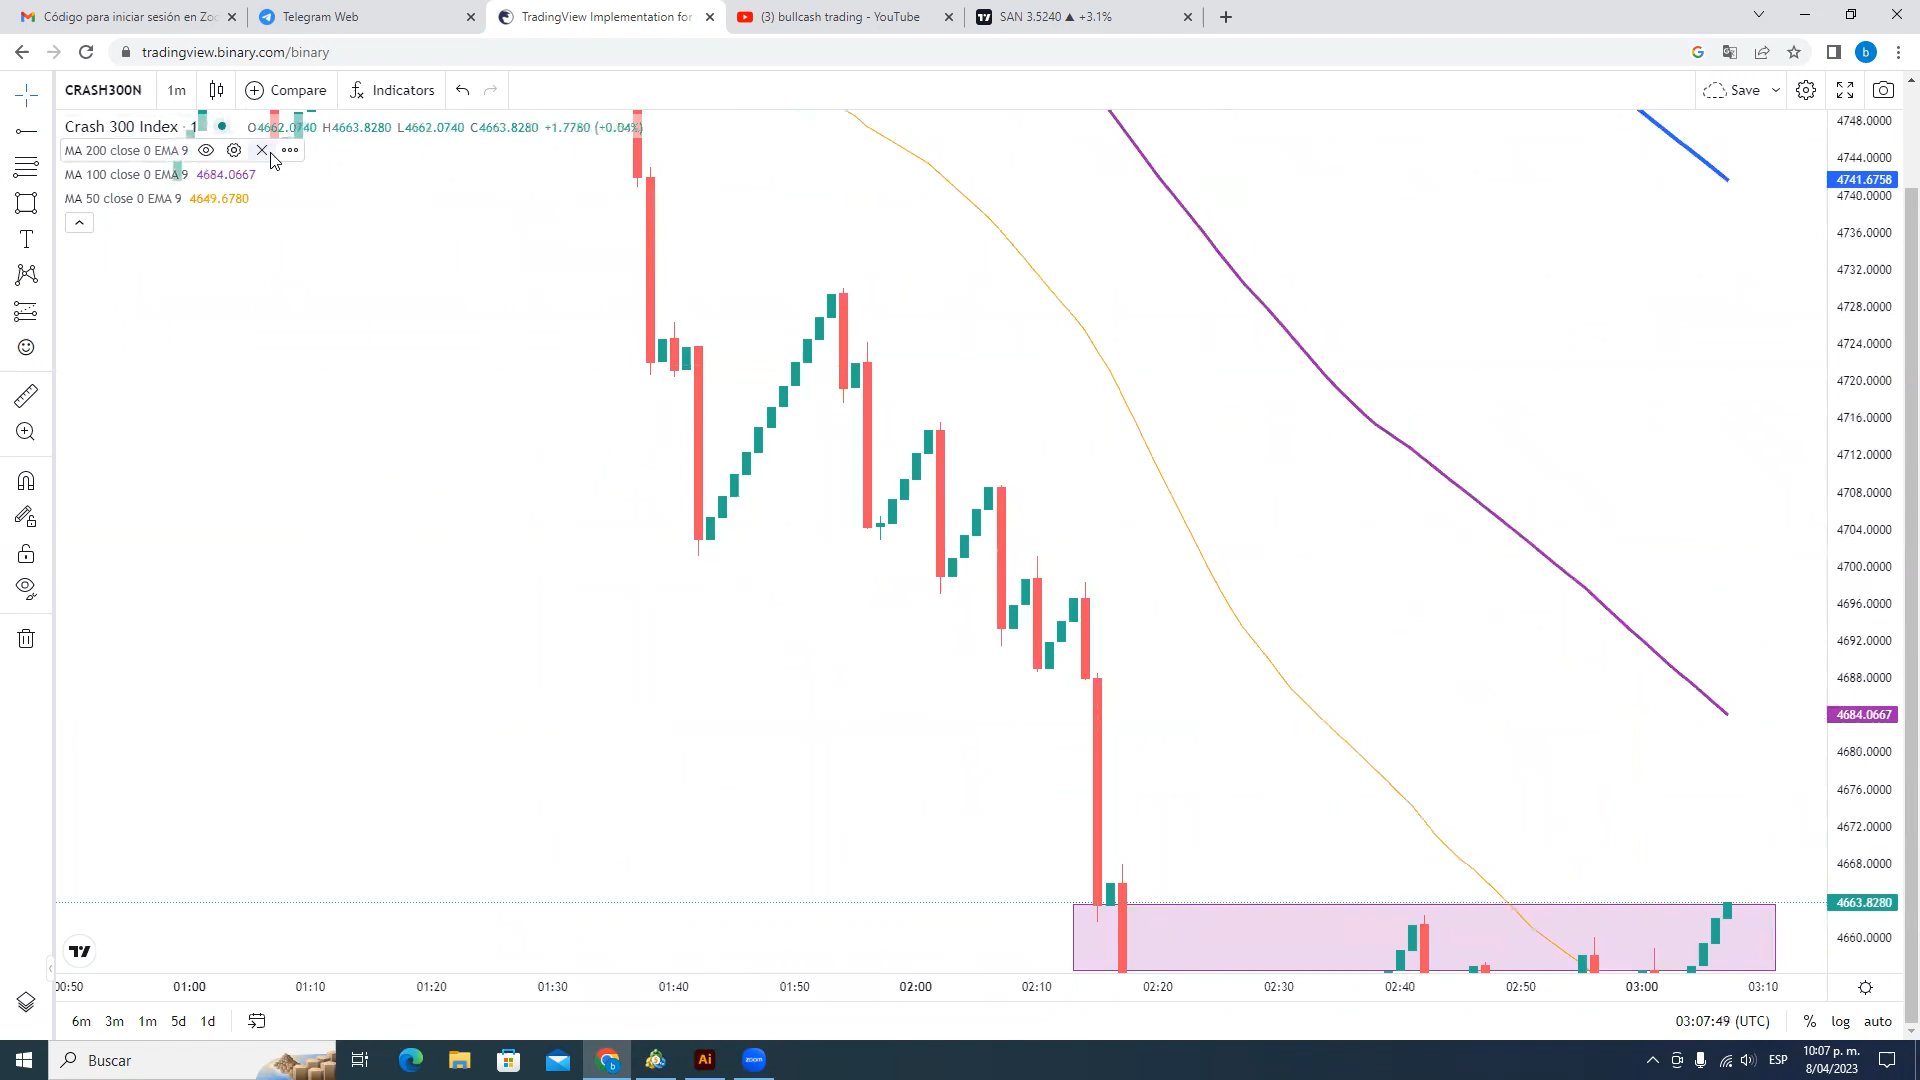 Código para iniciar sesión en Zoo
Telegram Web
TradingView Implementation for
(3) bullcash trading - YouTube
SAN 3.5240 ▲ +3.1%
tradingview.binary.com/binary
CRASH300N
1m
Compare
Indicators
Save
Crash 300 Index · 1
O4662.0740 H4663.8280 L4662.0740 C4663.8280 +1.7780 (+0.04%)
MA 200 close 0 EMA 9
MA 100 close 0 EMA 9 4684.0667
MA 50 close 0 EMA 9 4649.6780
4748.0000
4744.0000
4741.6758
4740.0000
4736.0000
4732.0000
4728.0000
4724.0000
4720.0000
4716.0000
4712.0000
4708.0000
4704.0000
4700.0000
4696.0000
4692.0000
4688.0000
4684.0667
4680.0000
4676.0000
4672.0000
4668.0000
4663.8280
4660.0000
00:50 01:00 01:10 01:20 01:30 01:40 01:50 02:00 02:10 02:20 02:30 02:40 02:50 03:00 03:10
6m 3m 1m 5d 1d
03:07:49 (UTC) % log auto
Buscar
Ai
zoom
ESP
10:07 p. m.
8/04/2023